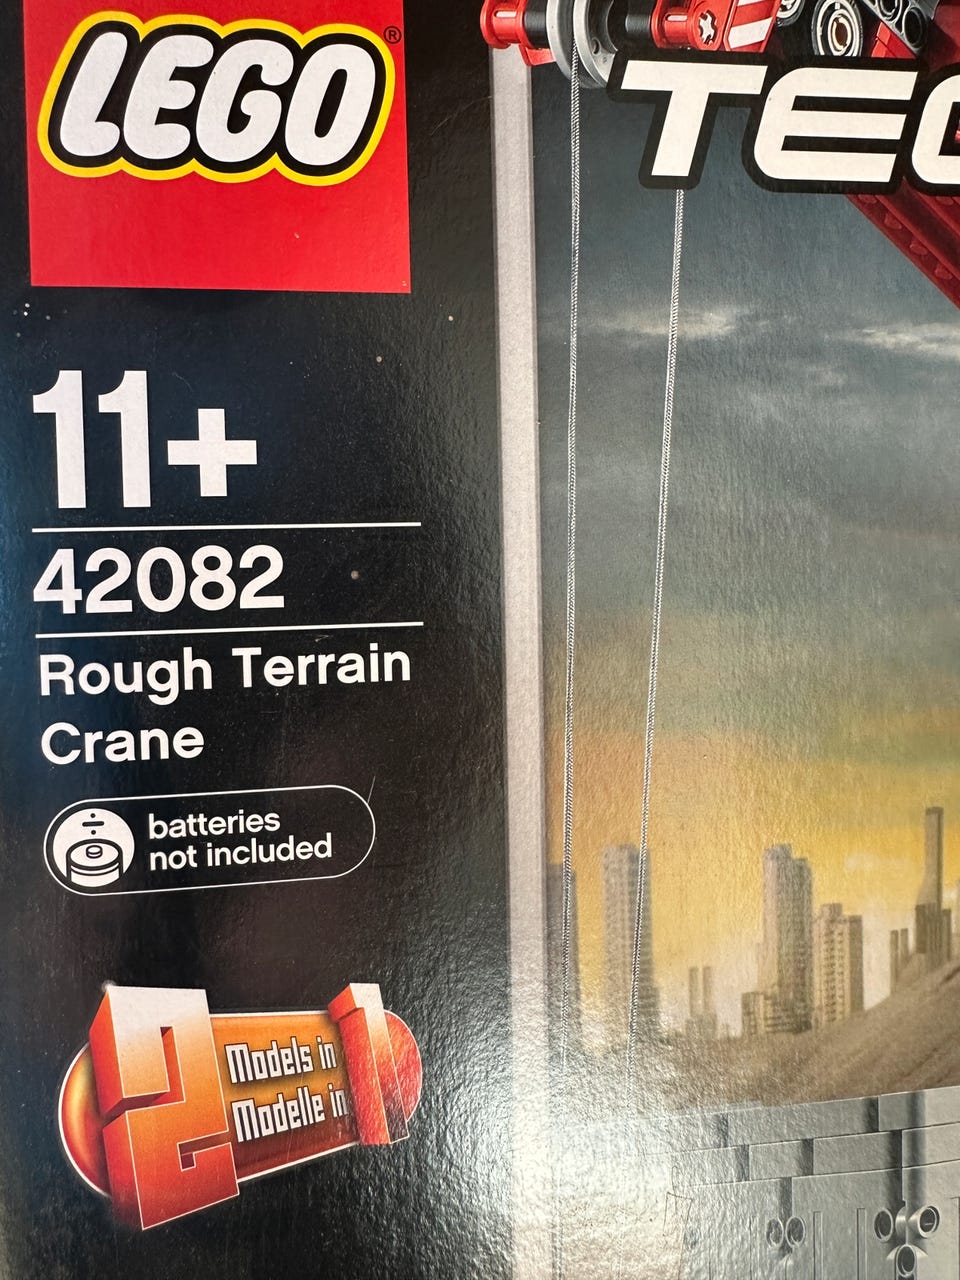 LEGO®
TEC
11+
42082
Rough Terrain
Crane
batteries
not included
2 Models in 1
Modelle in